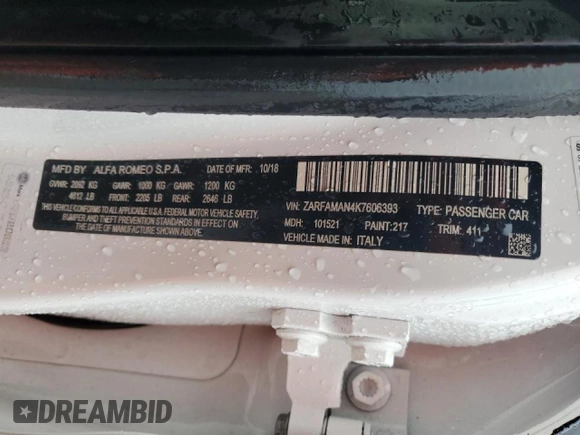 MFD BY ALFA ROMEO S.P.A. DATE OF MFR: 10/18
GVWR: 2092 KG GAWR: 1000 KG GAWR: 1200 KG
4612 LB FRONT: 2205 LB REAR: 2646 LB
THIS VEHICLE CONFORMS TO ALL APPLICABLE U.S.A. FEDERAL MOTOR VEHICLE SAFETY,
BUMPER AND THEFT PREVENTION STANDARDS IN EFFECT ON
THE DATE OF MANUFACTURE SHOWN ABOVE.
VIN: ZARFAMAN4K7606393 TYPE: PASSENGER CAR
MDH: 101521 PAINT:217 TRIM: 411
VEHICLE MADE IN: ITALY
DREAMBID